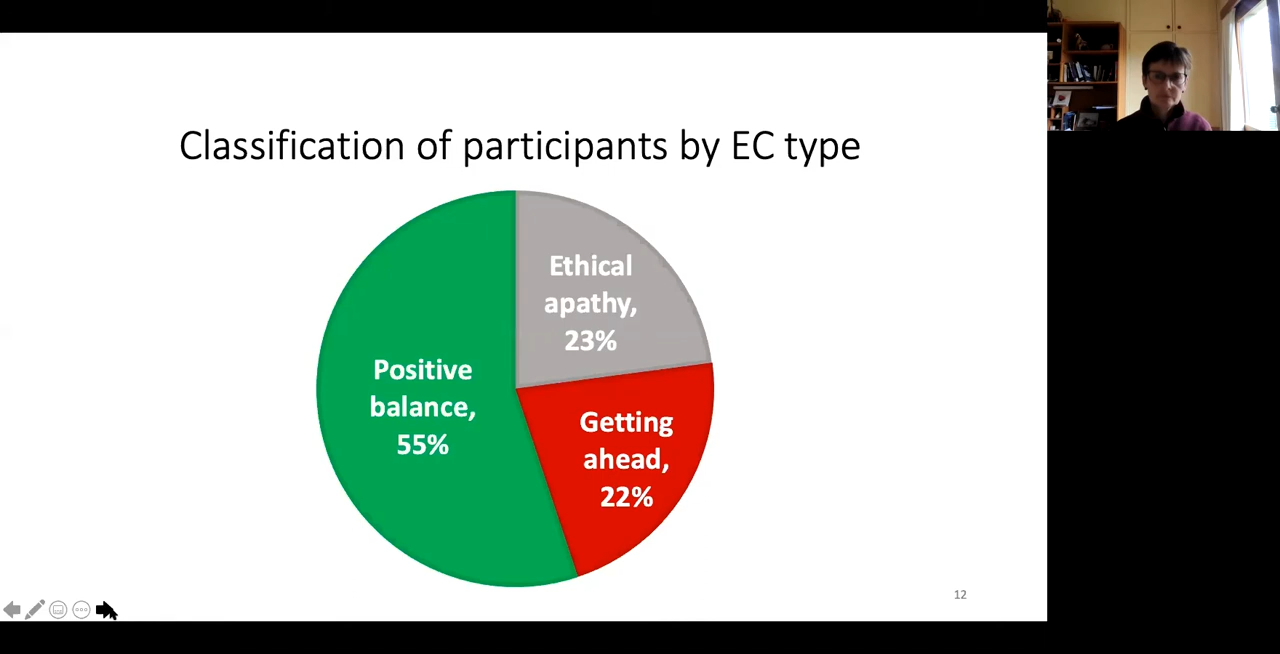 Classification of participants by EC type
Ethical
apathy,
23%
Positive
balance,
55%
Getting
ahead,
22%
12